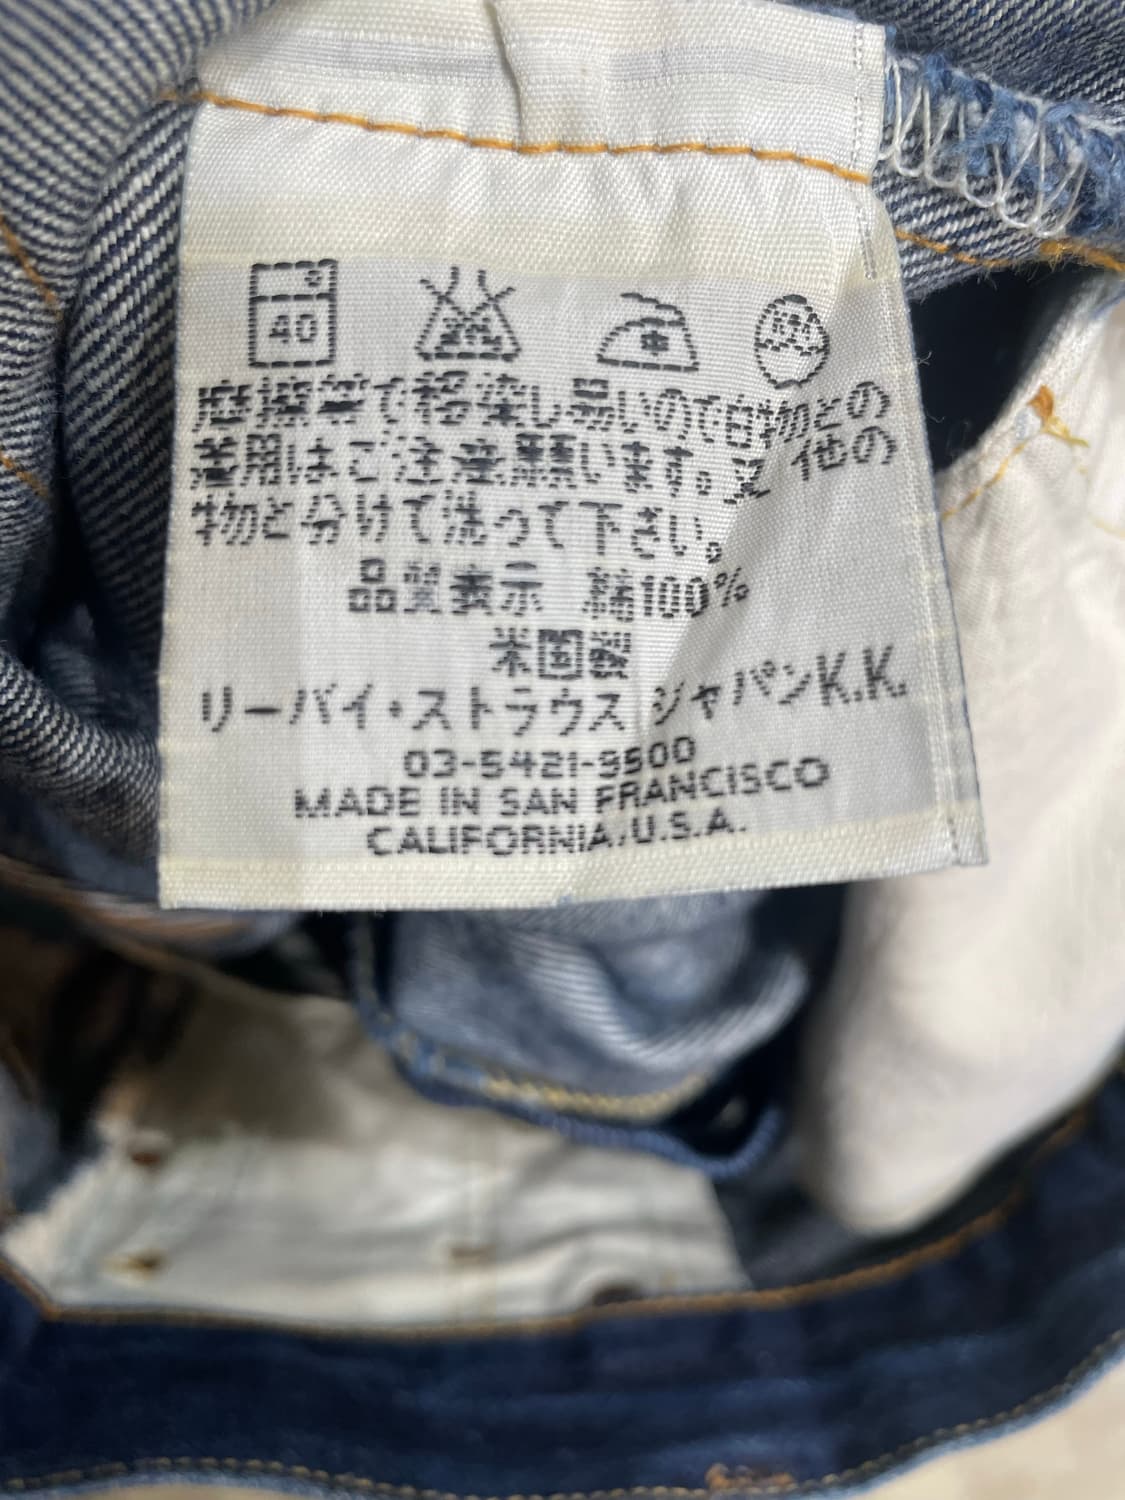 40
摩擦等で移染し易いので白物との
着用はご注意願います。又他の
物と分けて洗って下さい。
品質表示 綿100%
米国製
リーバイ・ストラウス ジャパンK.K.
03-5421-9500
MADE IN SAN FRANCISCO
CALIFORNIA,U.S.A.